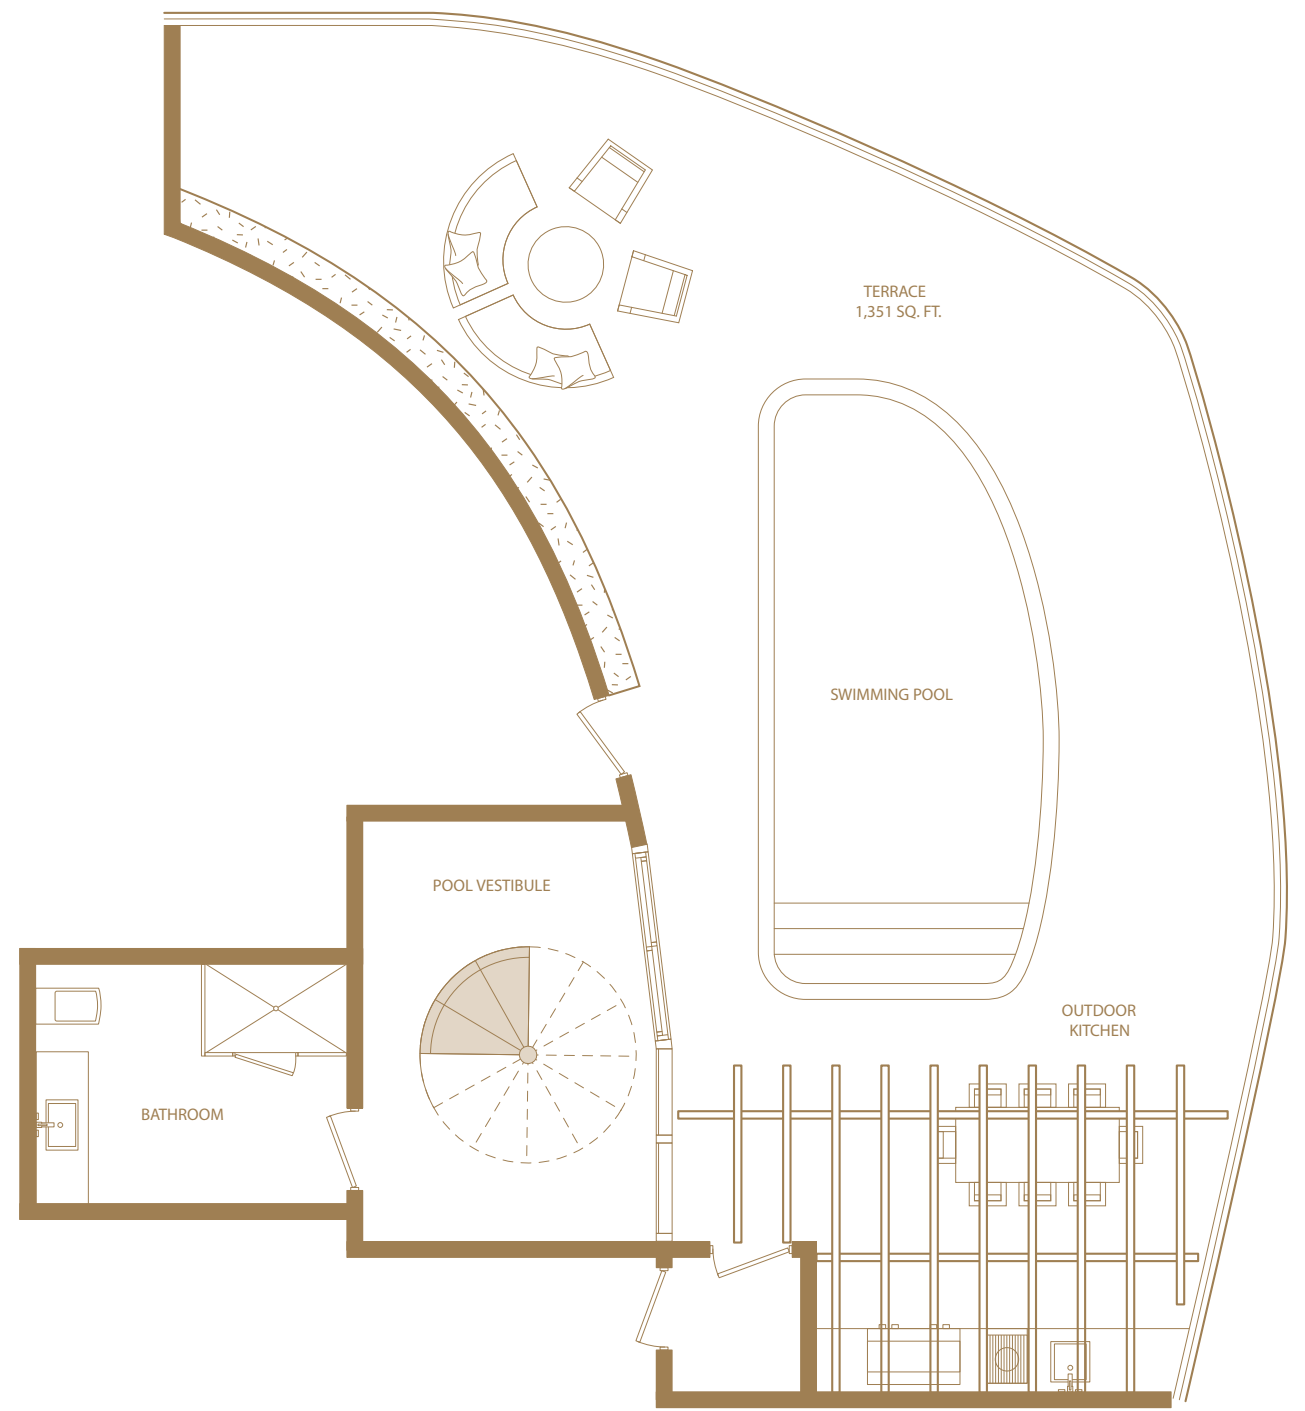 TERRACE
1,351 SQ. FT.
SWIMMING POOL
POOL VESTIBULE
OUTDOOR
KITCHEN
BATHROOM